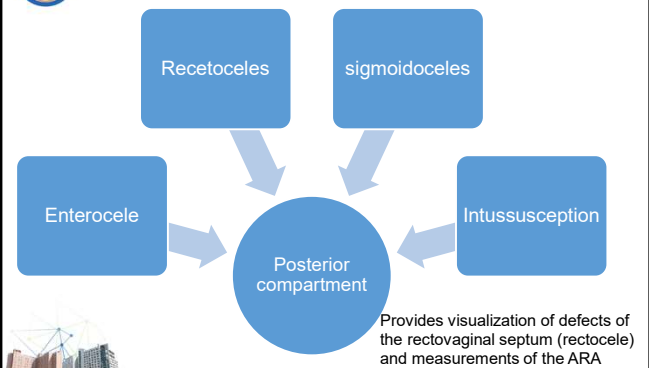 Recetoceles
sigmoidoceles
Enterocele
Intussusception
Posterior
compartment
Provides visualization of defects of
the rectovaginal septum (rectocele)
and measurements of the ARA